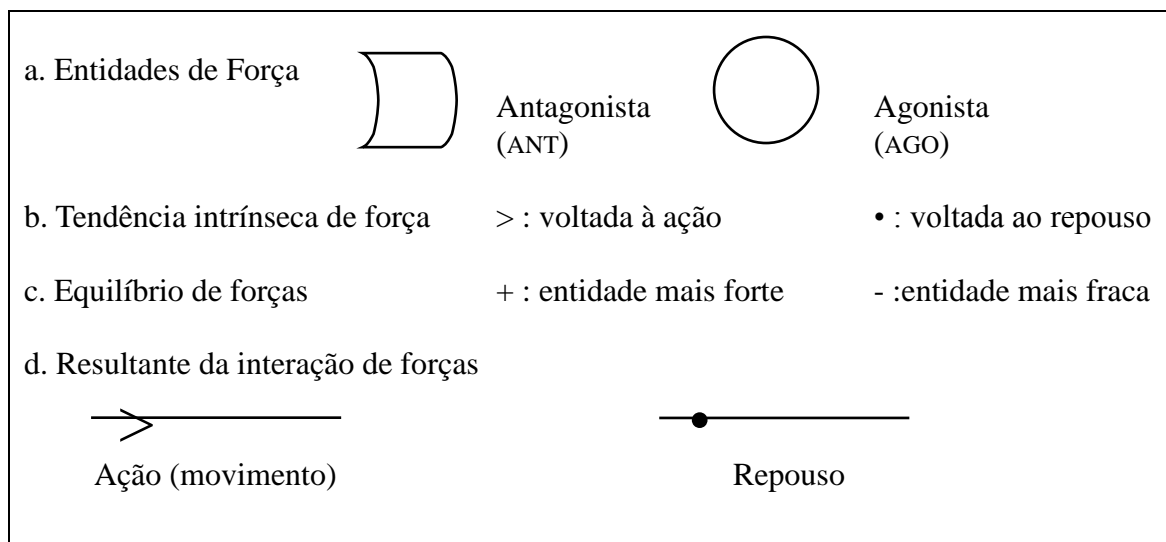 a. Entidades de Força
Antagonista
(ANT)
Agonista
(AGO)
b. Tendência intrínseca de força > : voltada à ação • : voltada ao repouso
c. Equilíbrio de forças + : entidade mais forte - :entidade mais fraca
d. Resultante da interação de forças
Ação (movimento) Repouso